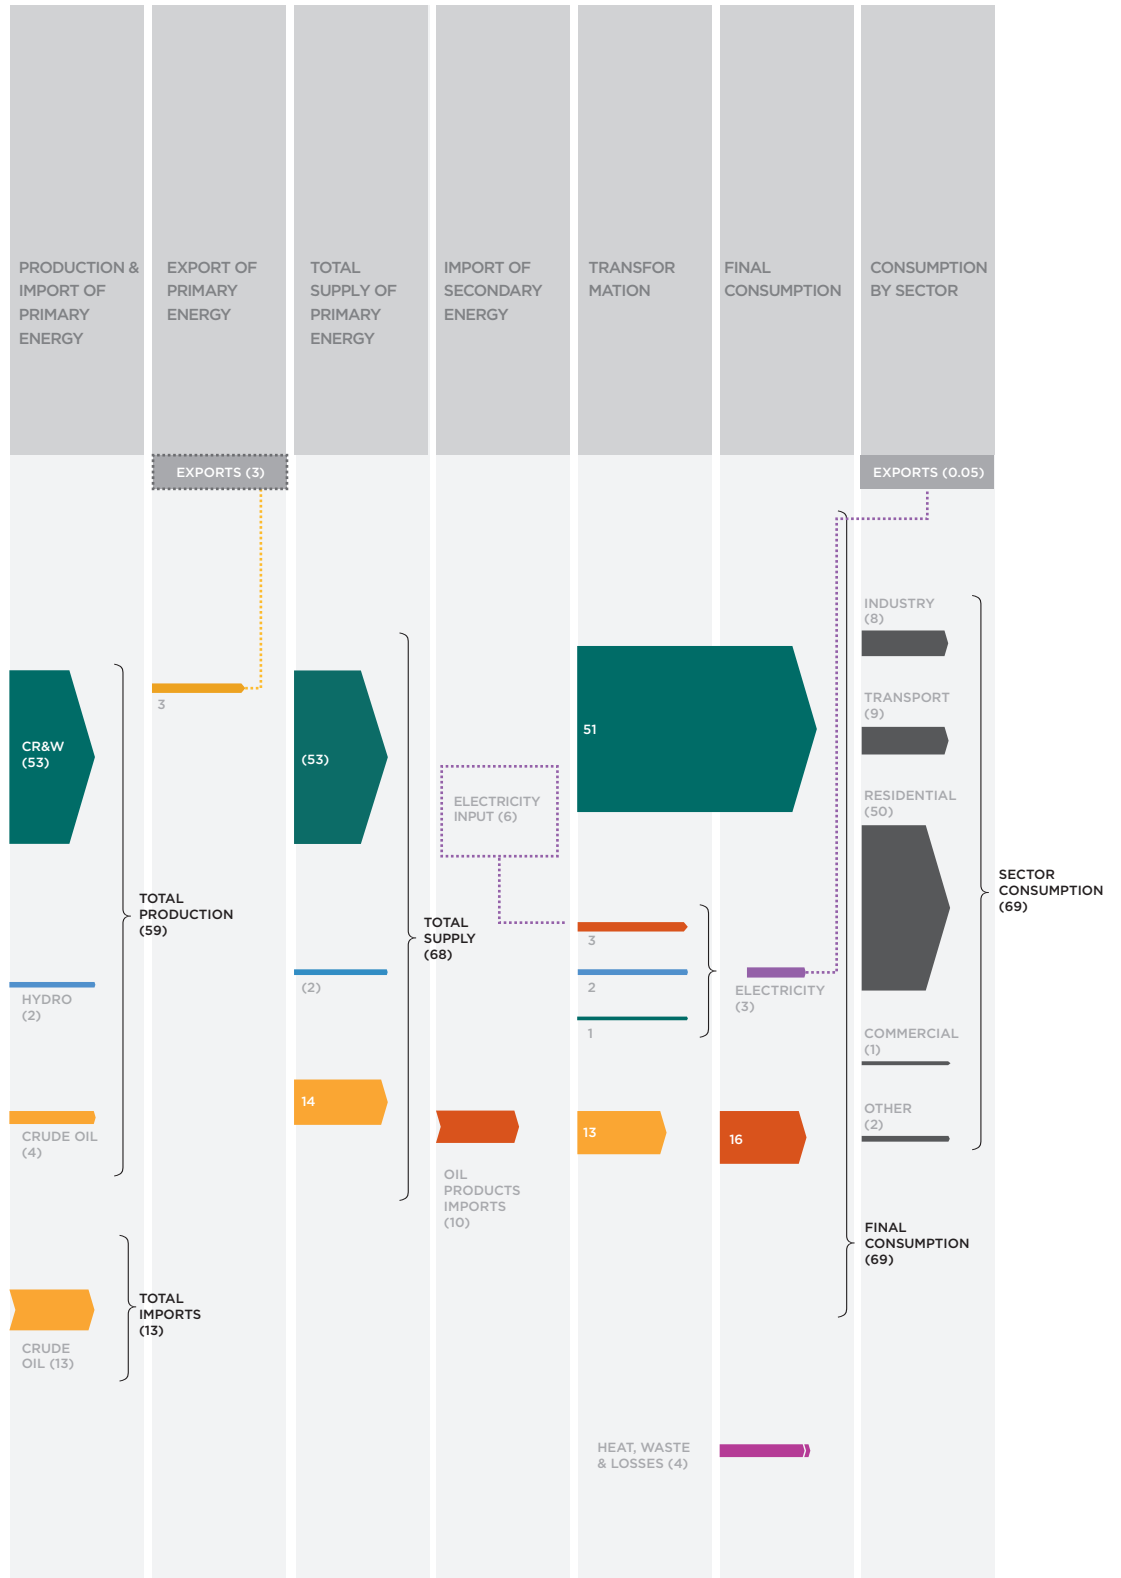 PRODUCTION &
IMPORT OF
PRIMARY
ENERGY
EXPORT OF
PRIMARY
ENERGY
TOTAL
SUPPLY OF
PRIMARY
ENERGY
IMPORT OF
SECONDARY
ENERGY
TRANSFOR
MATION
FINAL
CONSUMPTION
CONSUMPTION
BY SECTOR
EXPORTS (3)
EXPORTS (0.05)
CR&W
(53)
HYDRO
(2)
CRUDE OIL
(4)
TOTAL
PRODUCTION
(59)
CRUDE
OIL (13)
TOTAL
IMPORTS
(13)
3
(53)
(2)
14
TOTAL
SUPPLY
(68)
ELECTRICITY
INPUT (6)
OIL
PRODUCTS
IMPORTS
(10)
51
3
2
1
13
HEAT, WASTE
& LOSSES (4)
ELECTRICITY
(3)
16
FINAL
CONSUMPTION
(69)
INDUSTRY
(8)
TRANSPORT
(9)
RESIDENTIAL
(50)
COMMERCIAL
(1)
OTHER
(2)
SECTOR
CONSUMPTION
(69)